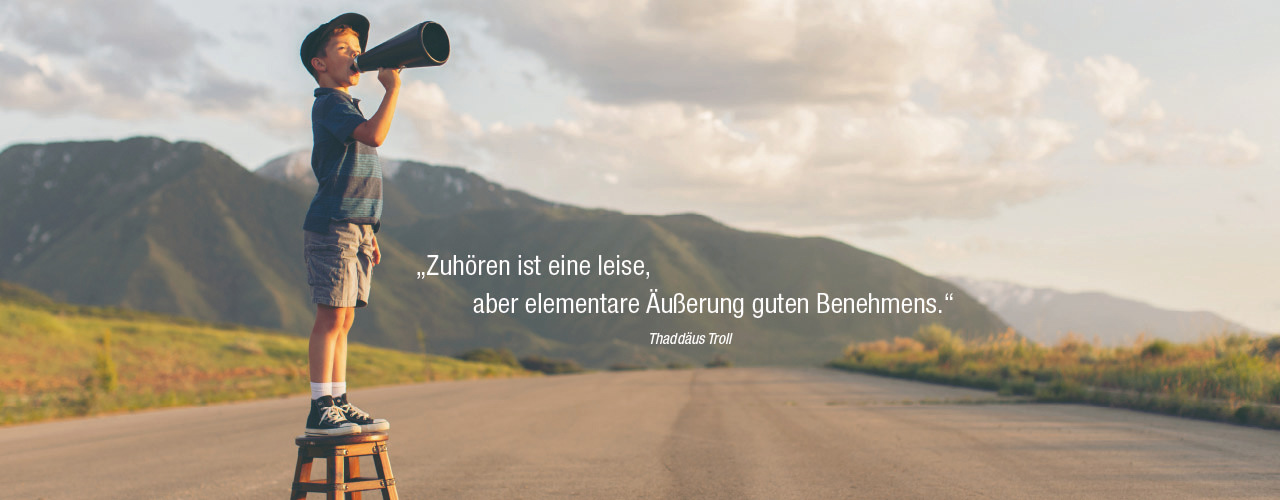 „Zuhören ist eine leise,
aber elementare Äußerung guten Benehmens.“
Thaddäus Troll